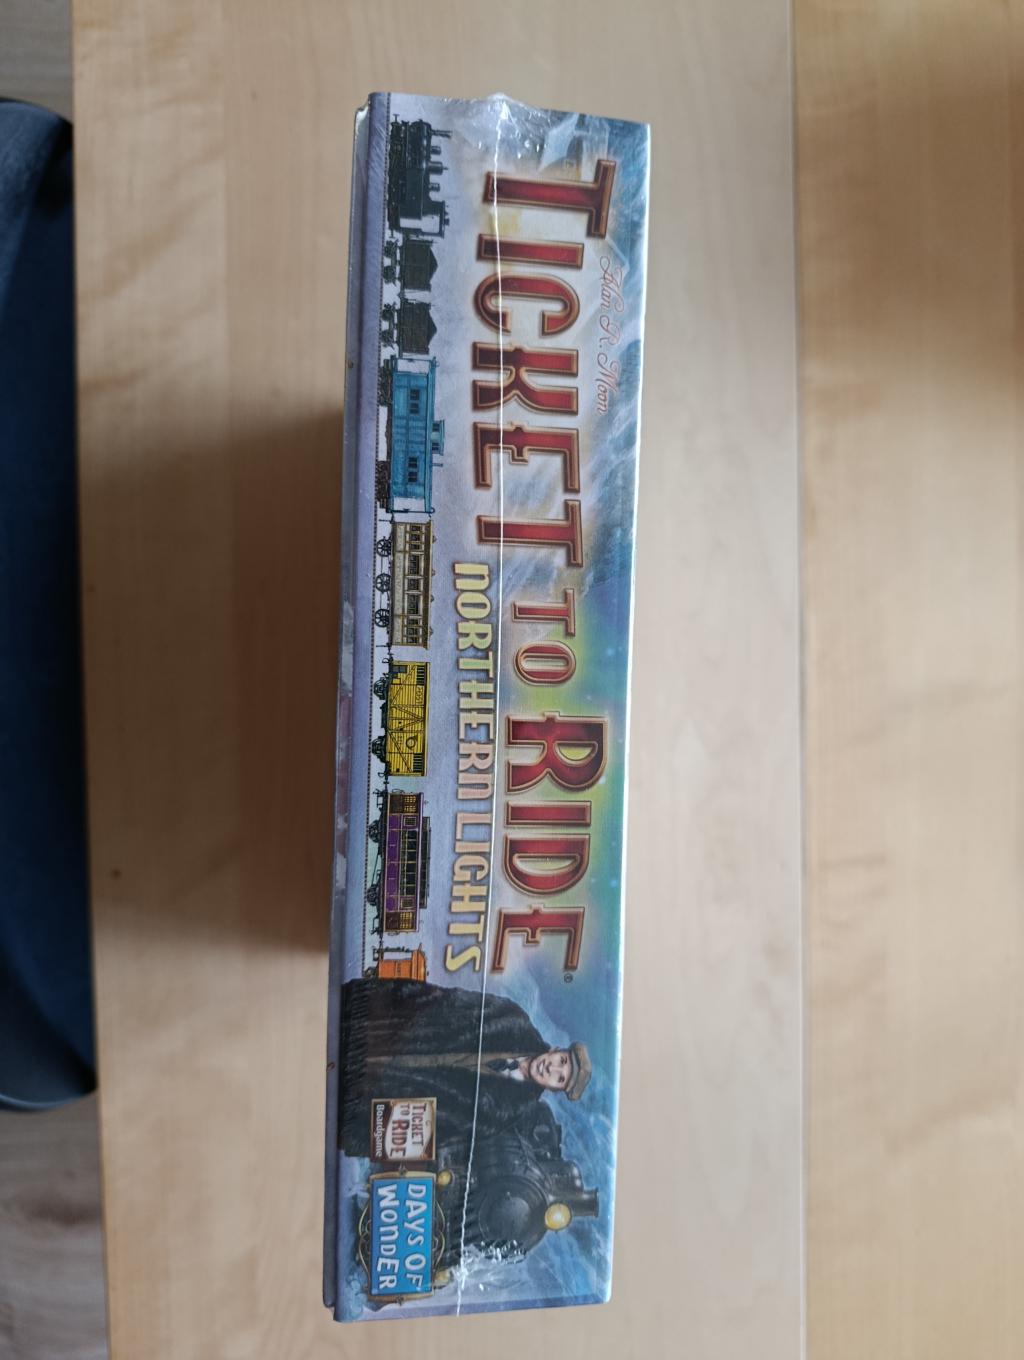 Alan R. Moon
TICKET TO RIDE®
NORTHERN LIGHTS
TICKET
TO RIDE
Boardgame
DAYS OF
WONDER